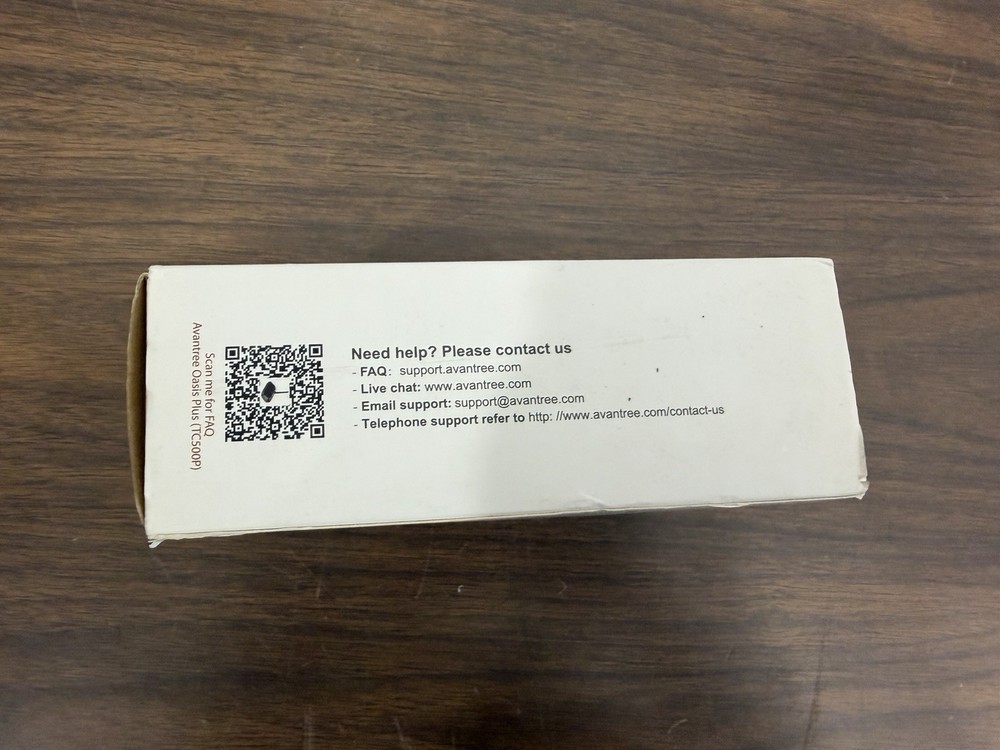 Scan me for FAQ
Avantree Oasis Plus (TC500P)
Need help? Please contact us
- FAQ: support.avantree.com
- Live chat: www.avantree.com
- Email support: support@avantree.com
- Telephone support refer to http: //www.avantree.com/contact-us